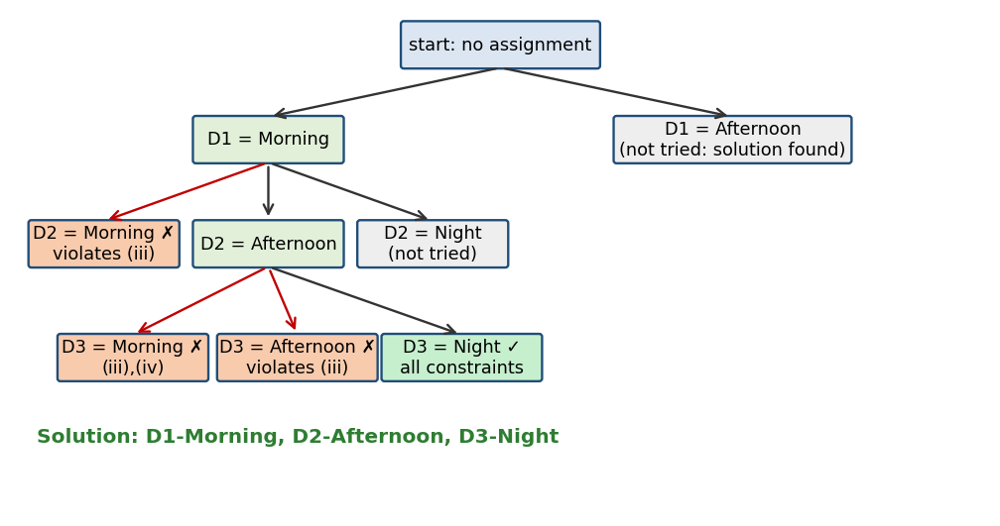 start: no assignment
D1 = Morning
D1 = Afternoon
(not tried: solution found)
D2 = Morning ✗
violates (iii)
D2 = Afternoon
D2 = Night
(not tried)
D3 = Morning ✗
(iii),(iv)
D3 = Afternoon ✗
violates (iii)
D3 = Night ✓
all constraints
Solution: D1-Morning, D2-Afternoon, D3-Night